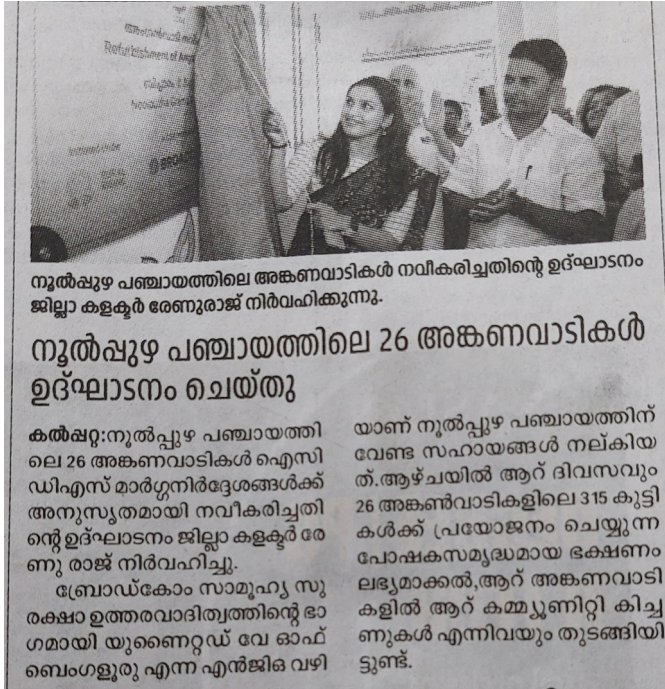 Refurbishment of
നൂൽപ്പുഴ പഞ്ചായത്തിലെ അങ്കണവാടികൾ നവീകരിച്ചതിന്റെ ഉദ്ഘാടനം
ജില്ലാ കളക്ടർ രേണുരാജ് നിർവഹിക്കുന്നു.
നൂൽപ്പുഴ പഞ്ചായത്തിലെ 26 അങ്കണവാടികൾ
ഉദ്ഘാടനം ചെയ്തു
കൽപ്പറ്റ:നൂൽപ്പുഴ പഞ്ചായത്തി
ലെ 26 അങ്കണവാടികൾ ഐസി
ഡിഎസ് മാർഗ്ഗനിർദ്ദേശങ്ങൾക്ക്
അനുസൃതമായി നവീകരിച്ചതി
ന്റെ ഉദ്ഘാടനം ജില്ലാ കളക്ടർ രേ
ണു രാജ് നിർവഹിച്ചു.
ബ്രോഡ്കോം സാമൂഹ്യ സു
രക്ഷാ ഉത്തരവാദിത്വത്തിന്റെ ഭാ
ഗമായി യുണൈറ്റഡ് വേ ഓഫ്
ബെംഗളൂരു എന്ന എൻജിഒ വഴി
യാണ് നൂൽപ്പുഴ പഞ്ചായത്തിന്
വേണ്ട സഹായങ്ങൾ നല്കിയ
ത്.ആഴ്ചയിൽ ആറ് ദിവസവും
26 അങ്കൺവാടികളിലെ 315 കുട്ടി
കൾക്ക് പ്രയോജനം ചെയ്യുന്ന
പോഷകസമൃദ്ധമായ ഭക്ഷണം
ലഭ്യമാക്കൽ,ആറ് അങ്കണവാടി
കളിൽ ആറ് കമ്മ്യൂണിറ്റി കിച്ച
ണുകൾ എന്നിവയും തുടങ്ങിയി
ട്ടുണ്ട്.